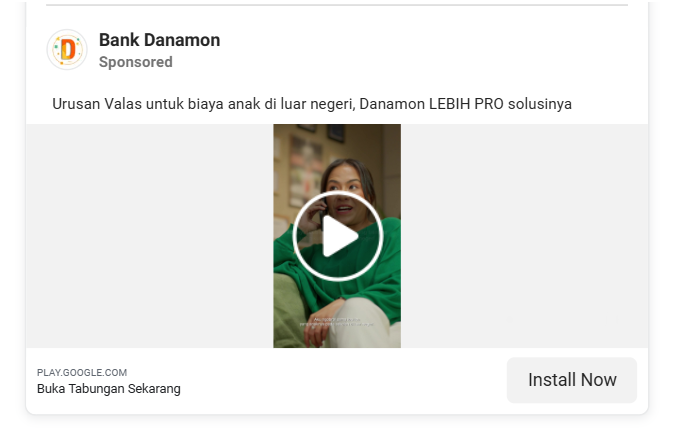 Bank Danamon
Sponsored
Urusan Valas untuk biaya anak di luar negeri, Danamon LEBIH PRO solusinya
PLAY.GOOGLE.COM
Buka Tabungan Sekarang
Install Now